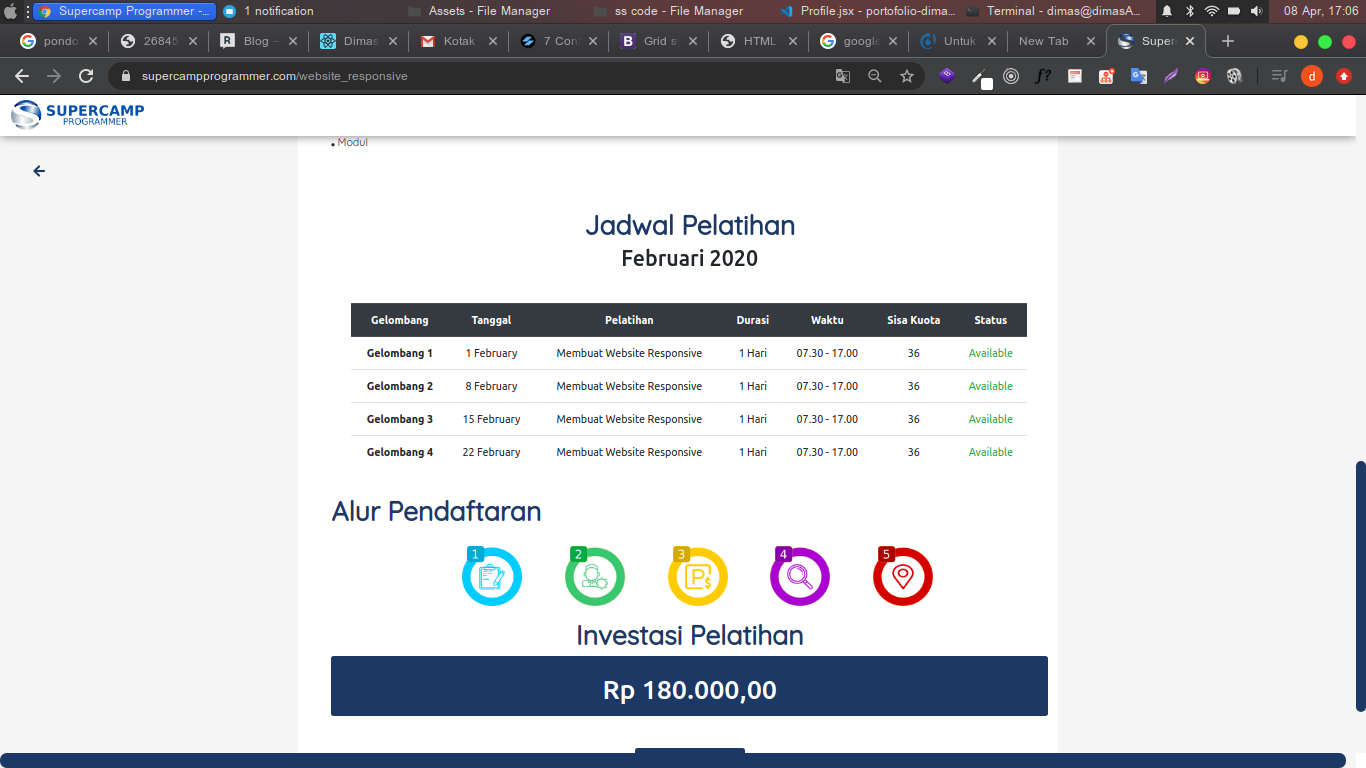 Supercamp Programmer -...
1 notification
Assets - File Manager
ss code - File Manager
Profile.jsx - portofolio-dima...
Terminal - dimas@dimasA...
08 Apr, 17:06
pondo
26845
Blog -
Dimas
Kotak
7 Con
Grid s
HTML
google
Untuk
New Tab
Super
supercampprogrammer.com/website_responsive
f?
d
SUPERCAMP
PROGRAMMER
• Modul
Jadwal Pelatihan
Februari 2020
Gelombang Tanggal Pelatihan Durasi Waktu Sisa Kuota Status
Gelombang 1 1 February Membuat Website Responsive 1 Hari 07.30 - 17.00 36 Available
Gelombang 2 8 February Membuat Website Responsive 1 Hari 07.30 - 17.00 36 Available
Gelombang 3 15 February Membuat Website Responsive 1 Hari 07.30 - 17.00 36 Available
Gelombang 4 22 February Membuat Website Responsive 1 Hari 07.30 - 17.00 36 Available
Alur Pendaftaran
1 2 3 4 5
P$
Investasi Pelatihan
Rp 180.000,00